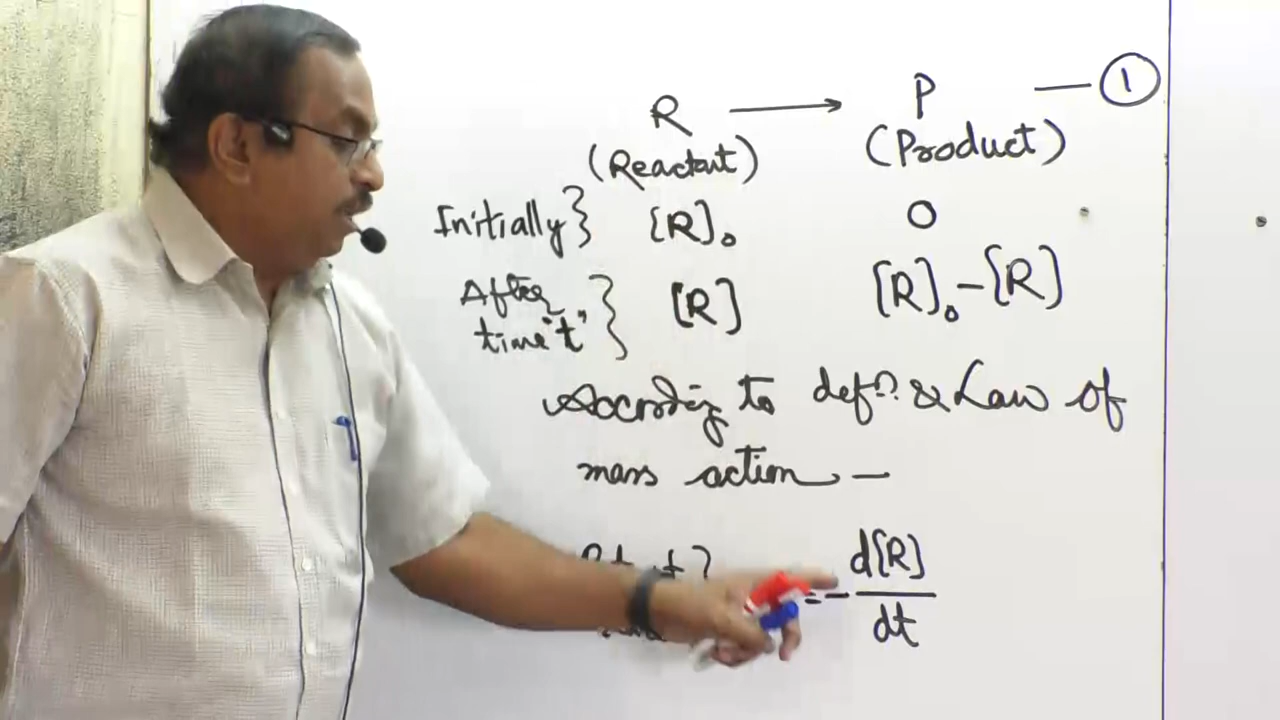 R ⟶ P — ①
(Reactant) (Product)
Initially} [R]₀ 0
After time "t"} [R] [R]₀-[R]
According to defn. & Law of
mass action —
= - d[R]
dt